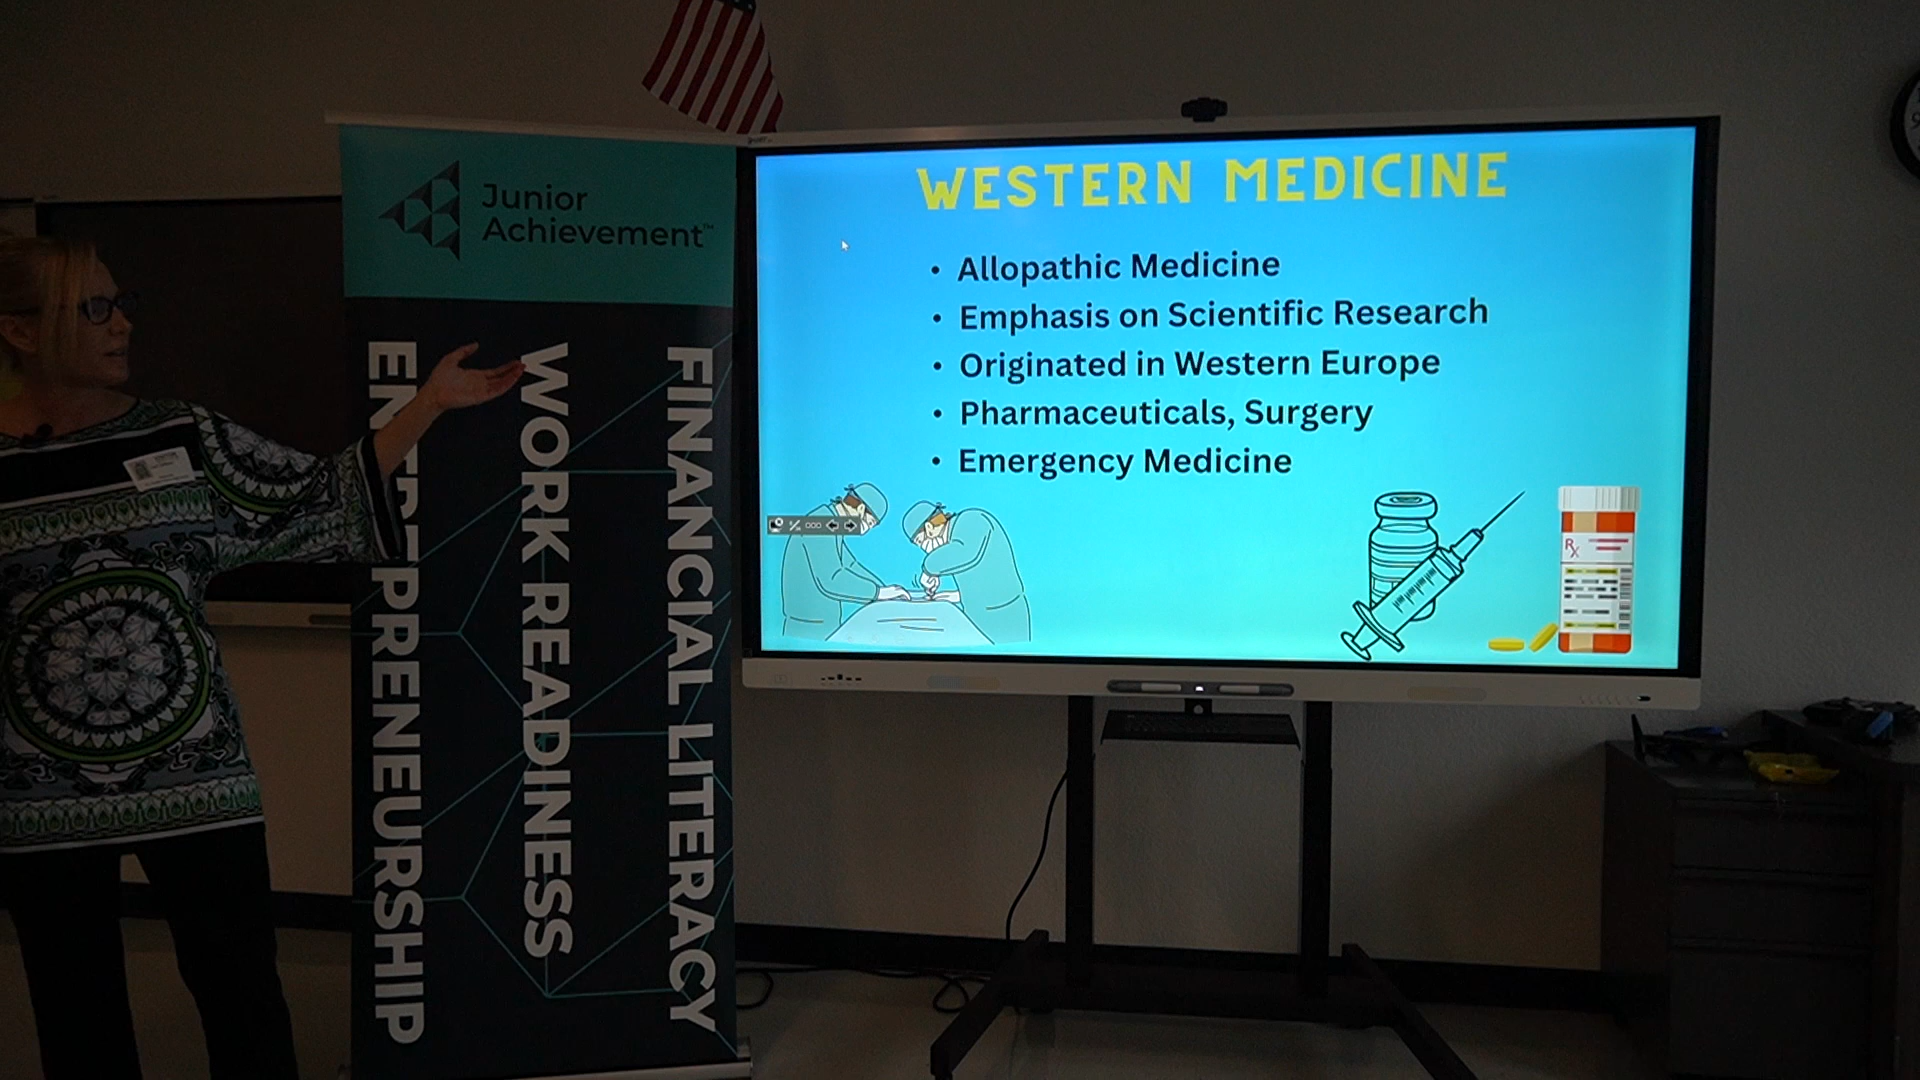 Junior
Achievement™
ENTREPRENEURSHIP
WORK READINESS
FINANCIAL LITERACY
WESTERN MEDICINE
• Allopathic Medicine
• Emphasis on Scientific Research
• Originated in Western Europe
• Pharmaceuticals, Surgery
• Emergency Medicine
Rx